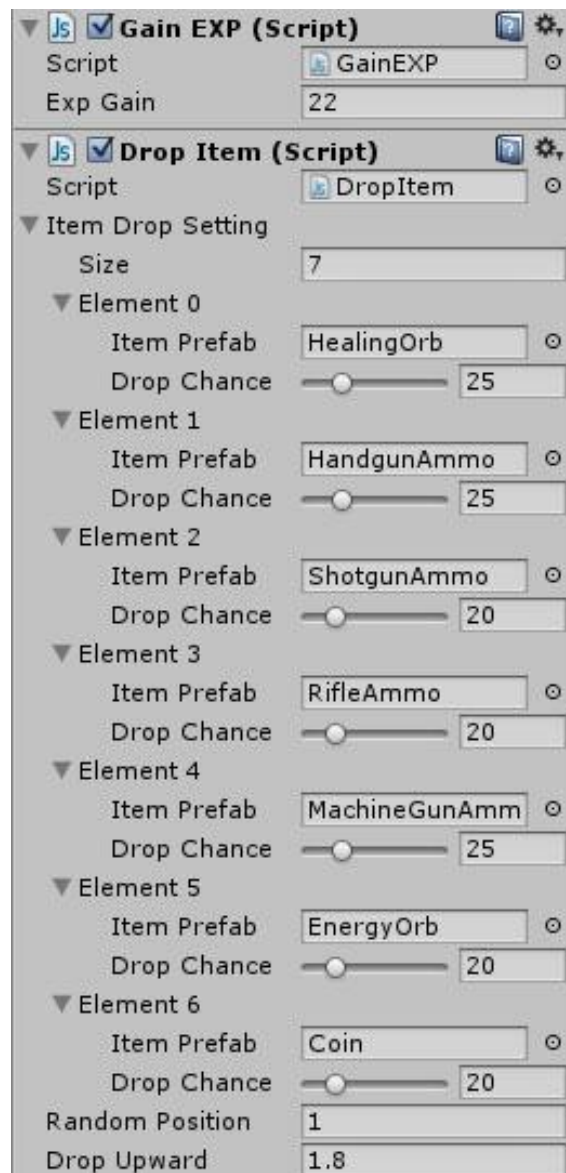 Js Gain EXP (Script)
Script GainEXP
Exp Gain 22
Js Drop Item (Script)
Script DropItem
Item Drop Setting
Size 7
Element 0
Item Prefab HealingOrb
Drop Chance 25
Element 1
Item Prefab HandgunAmmo
Drop Chance 25
Element 2
Item Prefab ShotgunAmmo
Drop Chance 20
Element 3
Item Prefab RifleAmmo
Drop Chance 20
Element 4
Item Prefab MachineGunAmm
Drop Chance 25
Element 5
Item Prefab EnergyOrb
Drop Chance 20
Element 6
Item Prefab Coin
Drop Chance 20
Random Position 1
Drop Upward 1.8